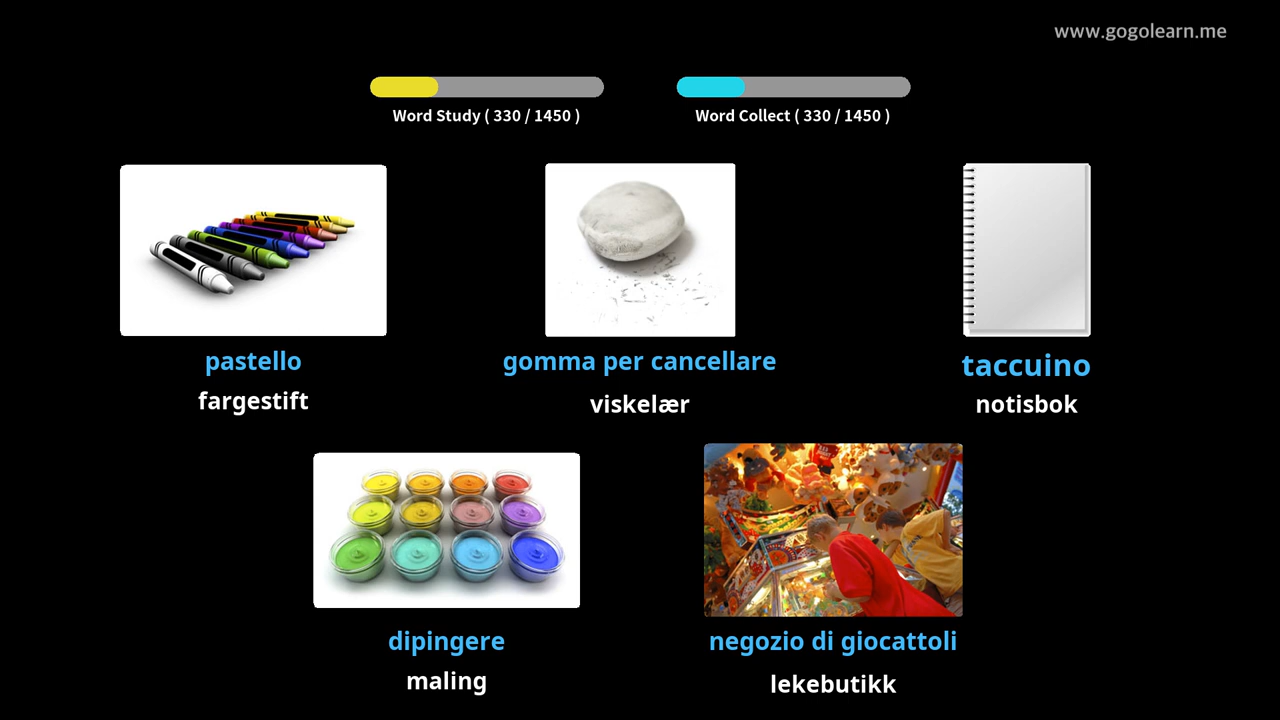 www.gogolearn.me
Word Study ( 330 / 1450 )
Word Collect ( 330 / 1450 )
pastello
fargestift
gomma per cancellare
viskelær
taccuino
notisbok
dipingere
maling
negozio di giocattoli
lekebutikk